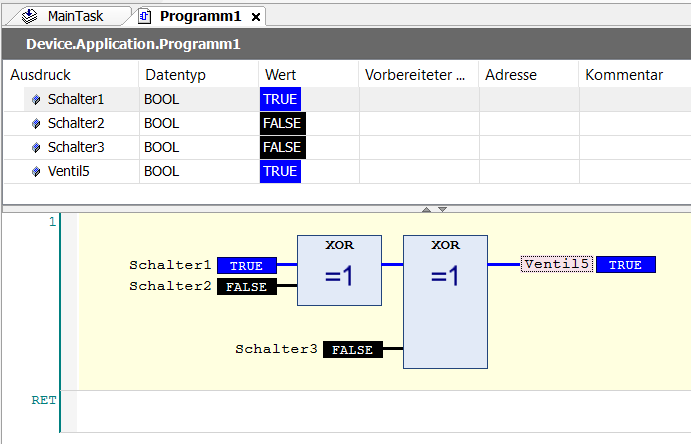 MainTask Programm1 ×
Device.Application.Programm1
Ausdruck Datentyp Wert Vorbereiteter ... Adresse Kommentar
Schalter1 BOOL TRUE
Schalter2 BOOL FALSE
Schalter3 BOOL FALSE
Ventil5 BOOL TRUE
1
XOR XOR
Schalter1 TRUE =1 =1 Ventil5 TRUE
Schalter2 FALSE
Schalter3 FALSE
RET